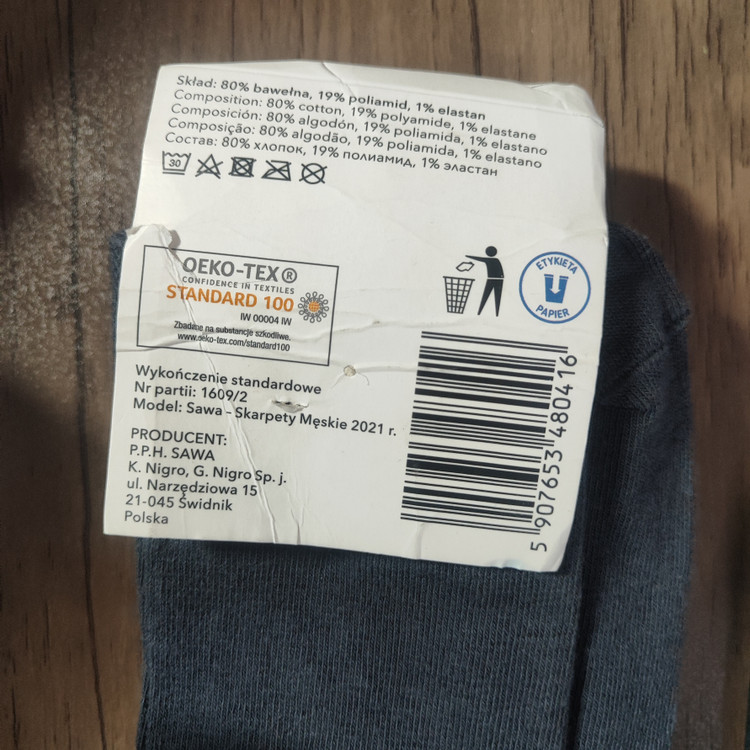 Skład: 80% bawełna, 19% poliamid, 1% elastan
Composition: 80% cotton, 19% polyamide, 1% elastane
Composición: 80% algodón, 19% poliamida, 1% elastano
Composição: 80% algodão, 19% poliamida, 1% elastano
Состав: 80% хлопок, 19% полиамид, 1% эластан
30
OEKO-TEX®
CONFIDENCE IN TEXTILES
STANDARD 100
IW 00004 IW
Zbadane na substancje szkodliwe.
www.oeko-tex.com/standard100
ETYKIETA
PAPIER
Wykończenie standardowe
Nr partii: 1609/2
Model: Sawa - Skarpety Męskie 2021 r.
PRODUCENT:
P.P.H. SAWA
K. Nigro, G. Nigro Sp. j.
ul. Narzędziowa 15
21-045 Świdnik
Polska
5 907653 480416